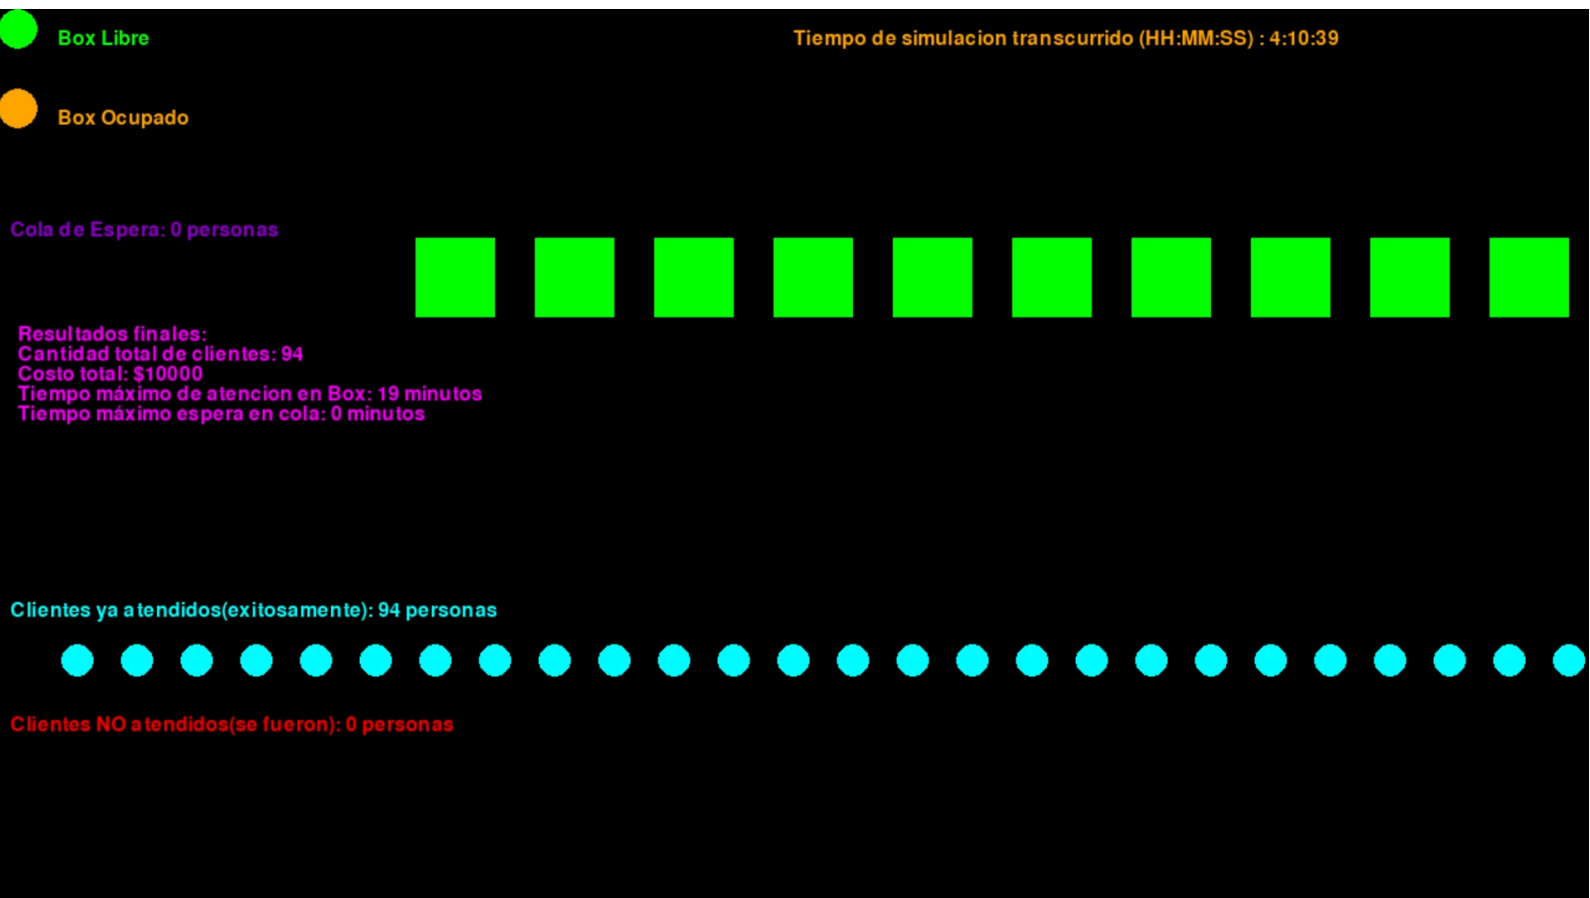 Box Libre
Tiempo de simulacion transcurrido (HH:MM:SS) : 4:10:39
Box Ocupado
Cola de Espera: 0 personas
Resultados finales:
Cantidad total de clientes: 94
Costo total: $10000
Tiempo máximo de atencion en Box: 19 minutos
Tiempo máximo espera en cola: 0 minutos
Clientes ya atendidos(exitosamente): 94 personas
Clientes NO atendidos(se fueron): 0 personas